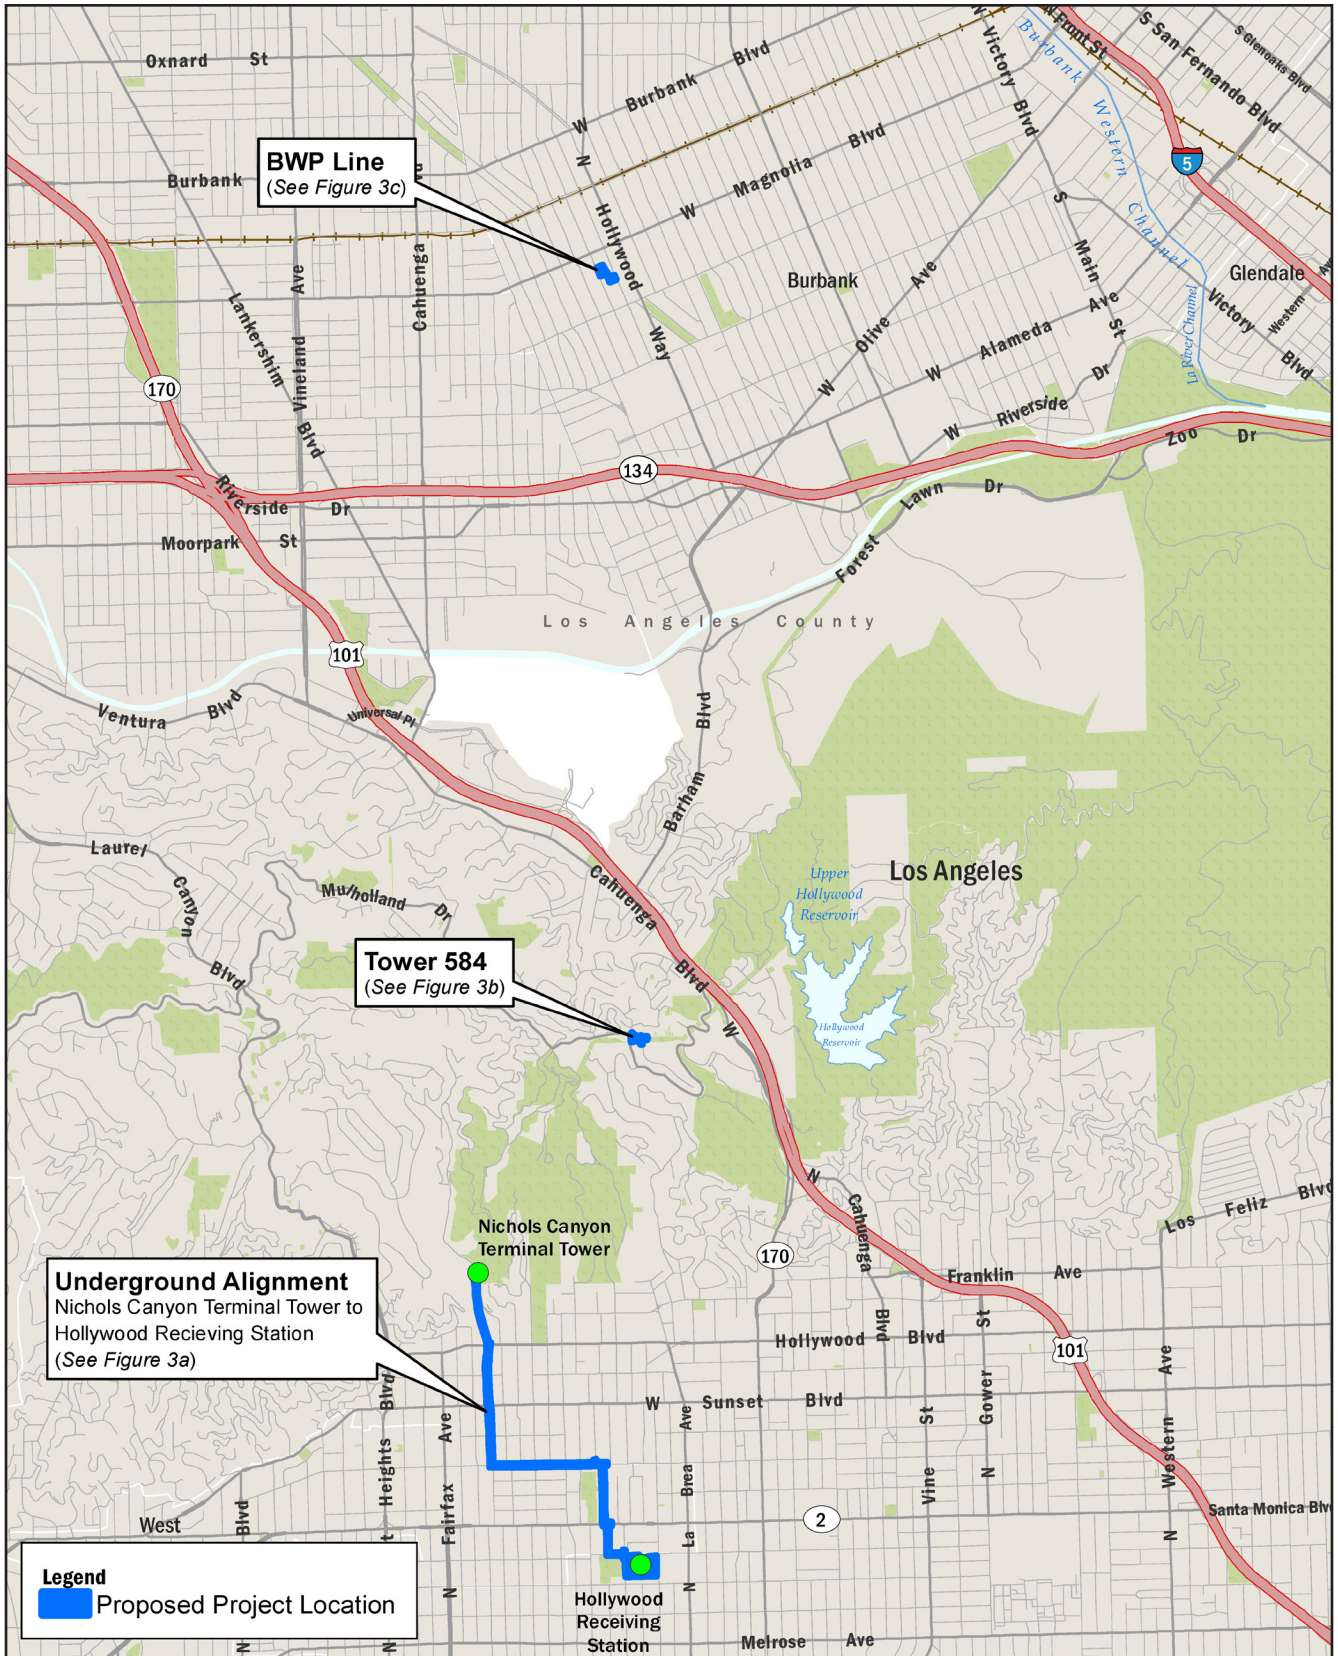 Oxnard St
Burbank Blvd
W
N Front St
S San Fernando Blvd
S Glenoaks Blvd
N Victory Blvd
Burbank Western Channel
5
BWP Line
(See Figure 3c)
Burbank
W Magnolia Blvd
N Hollywood Way
S Main St
Glendale
Burbank
Lankershim Blvd
Vineland Ave
Cahuenga
W Olive Ave
W Alameda Ave
Victory Blvd
Western
La River Channel
170
W Riverside Dr
Zoo Dr
134
Riverside Dr
Forest Lawn Dr
Moorpark St
Los Angeles County
101
Ventura Blvd
Universal Pl
Barham Blvd
Laurel Canyon Blvd
Mulholland Dr
Cahuenga Blvd W
Los Angeles
Upper
Hollywood
Reservoir
Tower 584
(See Figure 3b)
Hollywood
Reservoir
N Cahuenga Blvd
Los Feliz Blvd
Nichols Canyon
Terminal Tower
170
Franklin Ave
Underground Alignment
Nichols Canyon Terminal Tower to
Hollywood Recieving Station
(See Figure 3a)
Hollywood Blvd
101
W Sunset Blvd
N Fairfax Ave
Heights Blvd
N La Brea Ave
Vine St
N Gower St
N Western Ave
West
Blvd
N
N
2
Santa Monica Blvd
Legend
Proposed Project Location
Hollywood
Receiving
Station
Melrose Ave